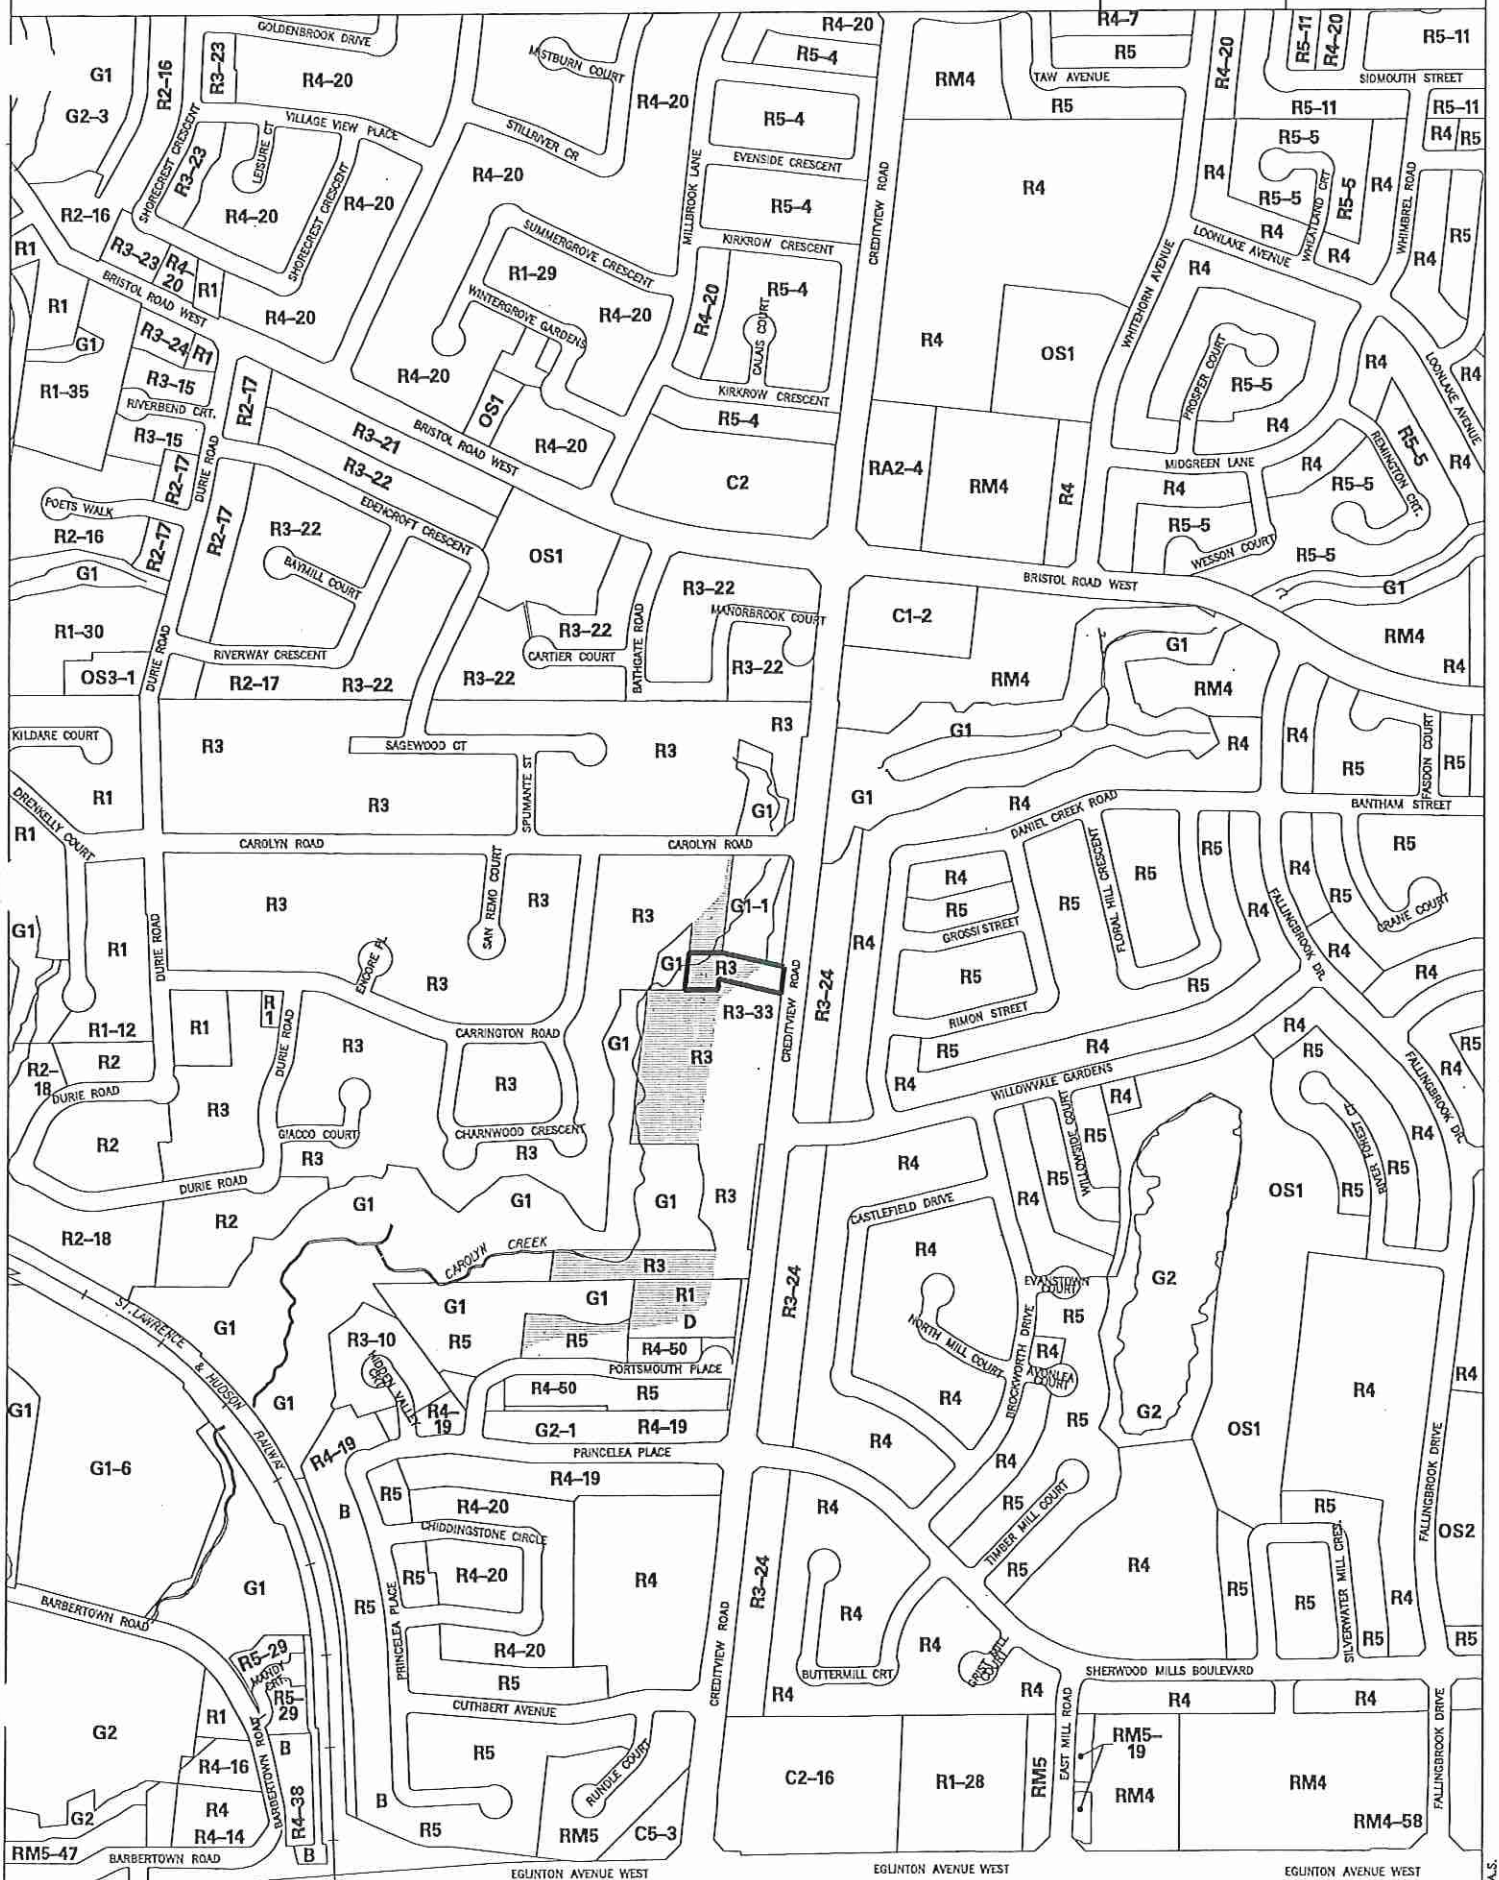 GOLDENBROOK DRIVE
MISTBURN COURT
R4-20
R5-4
R4-7
R5
R4-20
R5-11
R4-20
R5-11
G1
R2-16
R3-23
R4-20
RM4
TAW AVENUE
SIDMOUTH STREET
G2-3
R4-20
R5
R5-11
R5-11
SHORECREST CRESCENT
VILLAGE VIEW PLACE
STILLRIVER CR
R5-4
R5-5
R4
R5
R3-23
LEISURE CT
SHORECREST CRESCENT
R4-20
R4-20
R4-20
MILLBROOK LANE
EVENSIDE CRESCENT
CREDITVIEW ROAD
R4
R4
R5-5
WHEATLAND CRT
R5-5
R4
WHIMBREL ROAD
R2-16
R5-4
R4
R1
R3-23
R4-20
R1
SUMMERGROVE CRESCENT
KIRKROW CRESCENT
WHITEHORN AVENUE
LOONLAKE AVENUE
R4
R4
R5
BRISTOL ROAD WEST
R1-29
R4-20
R5-4
R4
R1
R4-20
WINTERGROVE GARDENS
R4-20
CALAIS COURT
G1
R3-24
R1
R4
OS1
PROSPER COURT
R5-5
R4
LOONLAKE AVENUE
R4
R1-35
R3-15
R2-17
R4-20
OS1
KIRKROW CRESCENT
RIVERBEND CRT.
R3-21
BRISTOL ROAD WEST
R5-4
R4
REMINGTON CRT.
R5-5
R3-15
R4-20
R2-17
DURIE ROAD
R3-22
C2
RA2-4
RM4
R4
MIDGREEN LANE
R4
R4
R5-5
R4
POETS WALK
EDENCROFT CRESCENT
R2-16
R2-17
R2-17
R3-22
R5-5
WESSON COURT
R5-5
G1
BAYHILL COURT
OS1
BRISTOL ROAD WEST
G1
R3-22
MANORBROOK COURT
C1-2
R1-30
R3-22
BATHGATE ROAD
RM4
RIVERWAY CRESCENT
CARTIER COURT
G1
DURIE ROAD
OS3-1
R2-17
R3-22
R3-22
R3-22
RM4
RM4
R4
KILDARE COURT
R3
SAGEWOOD CT
R3
R3
G1
R4
R4
FASDON COURT
R5
R5
DRENKELLY COURT
R1
R3
SPUMANTE ST
G1
G1
R4
DANIEL CREEK ROAD
BANTHAM STREET
R1
CAROLYN ROAD
CAROLYN ROAD
R5
R4
R5
R3
SAN REMO COURT
R3
R3
G1-1
R4
R5
GROSSI STREET
R5
FLORAL HILL CRESCENT
R5
R4
FALLINGBROOK DR.
R5
CRANE COURT
G1
R1
DURIE ROAD
ENCORE PL
R3
G1
R3
R4
R4
R4
R5
R5
R1-12
R1
R1
DURIE ROAD
CARRINGTON ROAD
R3-33
CREDITVIEW ROAD
R3-24
RIMON STREET
R4
R5
R2-18
R2
R3
G1
R3
R5
R4
R5
R4
FALLINGBROOK DR.
DURIE ROAD
R3
R3
R4
WILLOWVALE GARDENS
R4
R2
GIACCO COURT
R3
CHARNWOOD CRESCENT
R3
R5
WILLOWSIDE COURT
R4
RIVER FOREST CT
DURIE ROAD
G1
G1
G1
R3
R4
R5
R4
OS1
R5
R5
R2
CASTLEFIELD DRIVE
R2-18
CAROLYN CREEK
R3
R4
G2
ST.LAWRENCE & HUDSON RAILWAY
R3-24
EVANSTOWN COURT
G1
G1
G1
R1
R5
R3-10
R5
R5
D
R4-50
NORTH MILL COURT
BROCKWORTH DRIVE
R4
HIDDEN VALLEY CRT
PORTSMOUTH PLACE
AVONLEA COURT
R4
R4
G1
G1
R4-50
R5
R4
R5
G2
OS1
R4-19
G2-1
R4-19
R4
FALLINGBROOK DRIVE
G1-6
R4-19
PRINCELEA PLACE
R4
R4-19
R5
B
R4-20
R4
R5
TIMBER MILL COURT
R5
OS2
CHIDDINGSTONE CIRCLE
G1
R5
R4-20
R4
R3-24
R5
R4
R5
R5
SILVERWATER MILL CRES.
R4
BARBERTOWN ROAD
R5
PRINCELEA PLACE
R4
R5-29
MANDY CRT.
R4-20
CREDITVIEW ROAD
R4
GRIST MILL COURT
R5
R5
R5
BUTTERMILL CRT.
SHERWOOD MILLS BOULEVARD
R5-29
CUTHBERT AVENUE
R4
R4
EAST MILL ROAD
R4
R4
FALLINGBROOK DRIVE
G2
R1
B
R5
RM5-19
R4-16
BARBERTOWN ROAD
R4-38
B
RUNDLE COURT
C2-16
R1-28
RM5
RM4
RM4
G2
R4
R4-14
R5
RM5
C5-3
RM4-58
RM5-47
BARBERTOWN ROAD
B
EGLINTON AVENUE WEST
EGLINTON AVENUE WEST
EGLINTON AVENUE WEST
A.S.